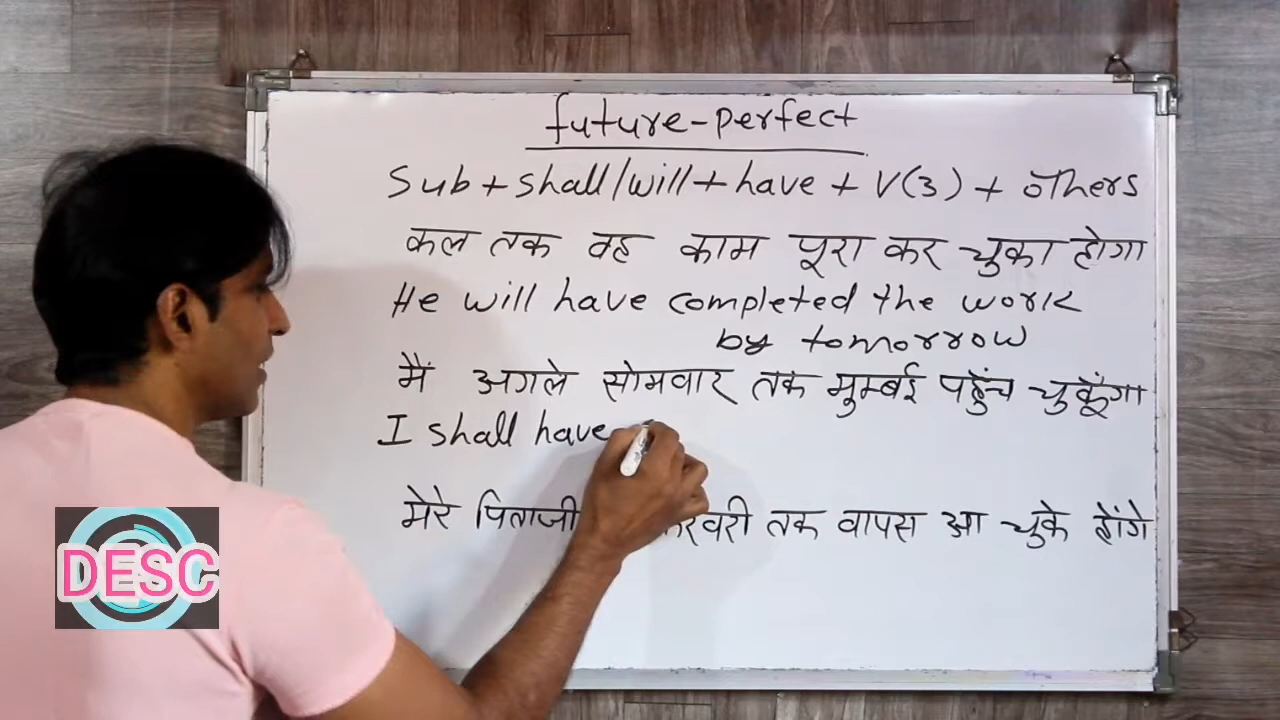 future-perfect
Sub + shall/will + have + V(3) + others
कल तक वह काम पूरा कर चुका होगा
He will have completed the work
by tomorrow
मैं अगले सोमवार तक मुम्बई पहुँच चुकूँगा
I shall have
मेरे पिताजी तक वापस आ चुके होंगे
DESC